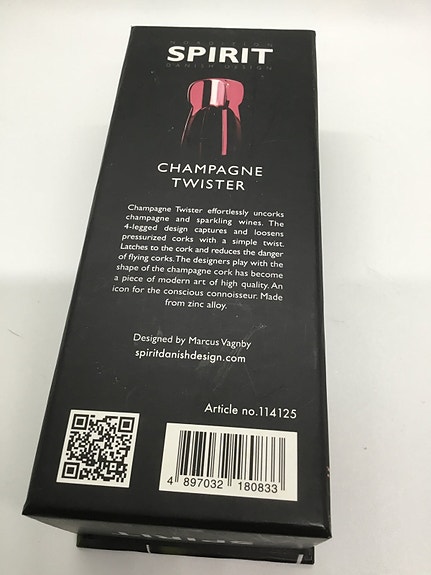 SPIRIT
DANISH DESIGN
CHAMPAGNE
TWISTER
Champagne Twister effortlessly uncorks
champagne and sparkling wines. The
4-legged design captures and loosens
pressurized corks with a simple twist.
Latches to the cork and reduces the danger
of flying corks. The designers play with the
shape of the champagne cork has become
an a piece of modern art of high quality. An
icon for the conscious connoisseur. Made
from zinc alloy.
Designed by Marcus Vagnby
spiritdanishdesign.com
Article no.114125
4 897032 180833
SPIRIT